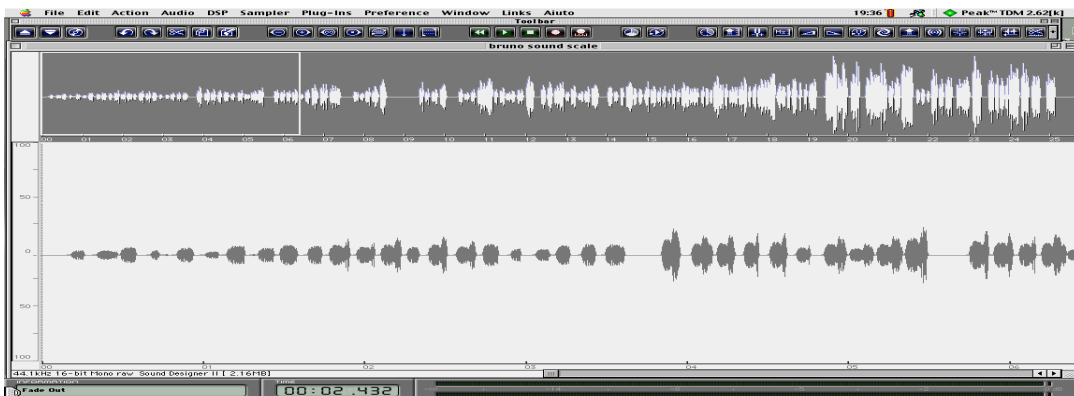 File Edit Action Audio DSP Sampler Plug-Ins Preference Window Links Aiuto 19:36 Peak™ TDM 2.62[k]
Toolbar
bruno sound scale
00 01 02 03 04 05 06 07 08 09 10 11 12 13 14 15 16 17 18 19 20 21 22 23 24 25
100
50
0
50
100
00 01 02 03 04 05 06
44.1kHz 16-bit Mono raw Sound Designer II [ 2.16MB]
INFORMATION TIME
Fade Out 00:02.432